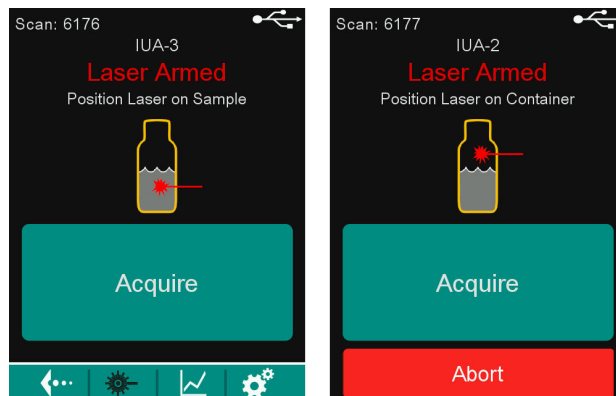 Scan: 6176
IUA-3
Laser Armed
Position Laser on Sample
Acquire
Scan: 6177
IUA-2
Laser Armed
Position Laser on Container
Acquire
Abort